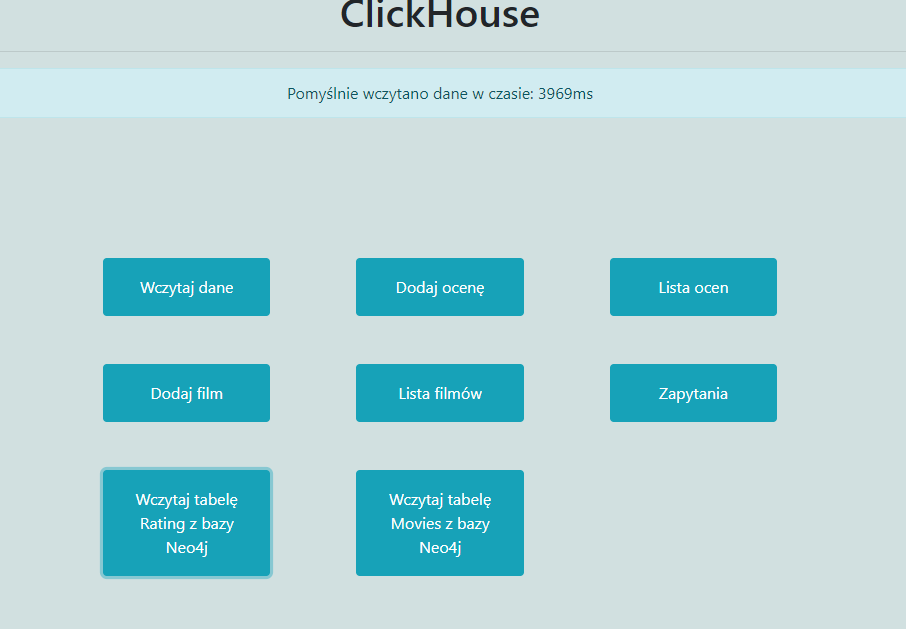 ClickHouse
Pomyślnie wczytano dane w czasie: 3969ms
Wczytaj dane
Dodaj ocenę
Lista ocen
Dodaj film
Lista filmów
Zapytania
Wczytaj tabelę
Rating z bazy
Neo4j
Wczytaj tabelę
Movies z bazy
Neo4j